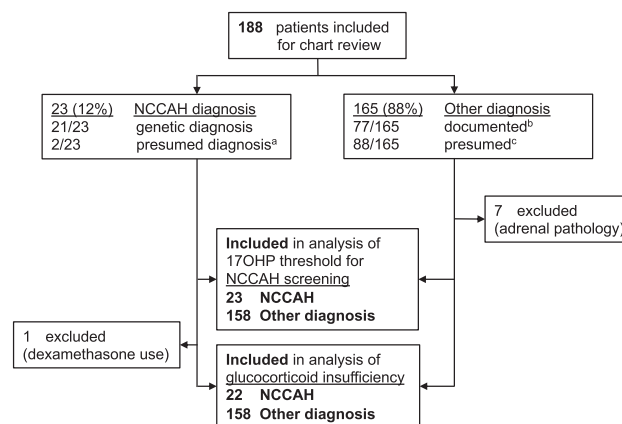 188 patients included
for chart review
23 (12%) NCCAH diagnosis
21/23 genetic diagnosis
2/23 presumed diagnosisa
165 (88%) Other diagnosis
77/165 documentedb
88/165 presumedc
7 excluded
(adrenal pathology)
Included in analysis of
17OHP threshold for
NCCAH screening
23 NCCAH
158 Other diagnosis
1 excluded
(dexamethasone use)
Included in analysis of
glucocorticoid insufficiency
22 NCCAH
158 Other diagnosis